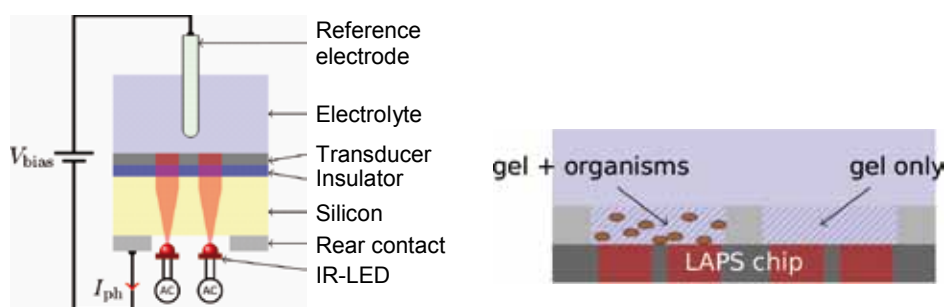 Reference
electrode
Electrolyte
Transducer
Insulator
Silicon
Rear contact
IR-LED
Vbias
Iph
AC
AC
gel + organisms
gel only
LAPS chip